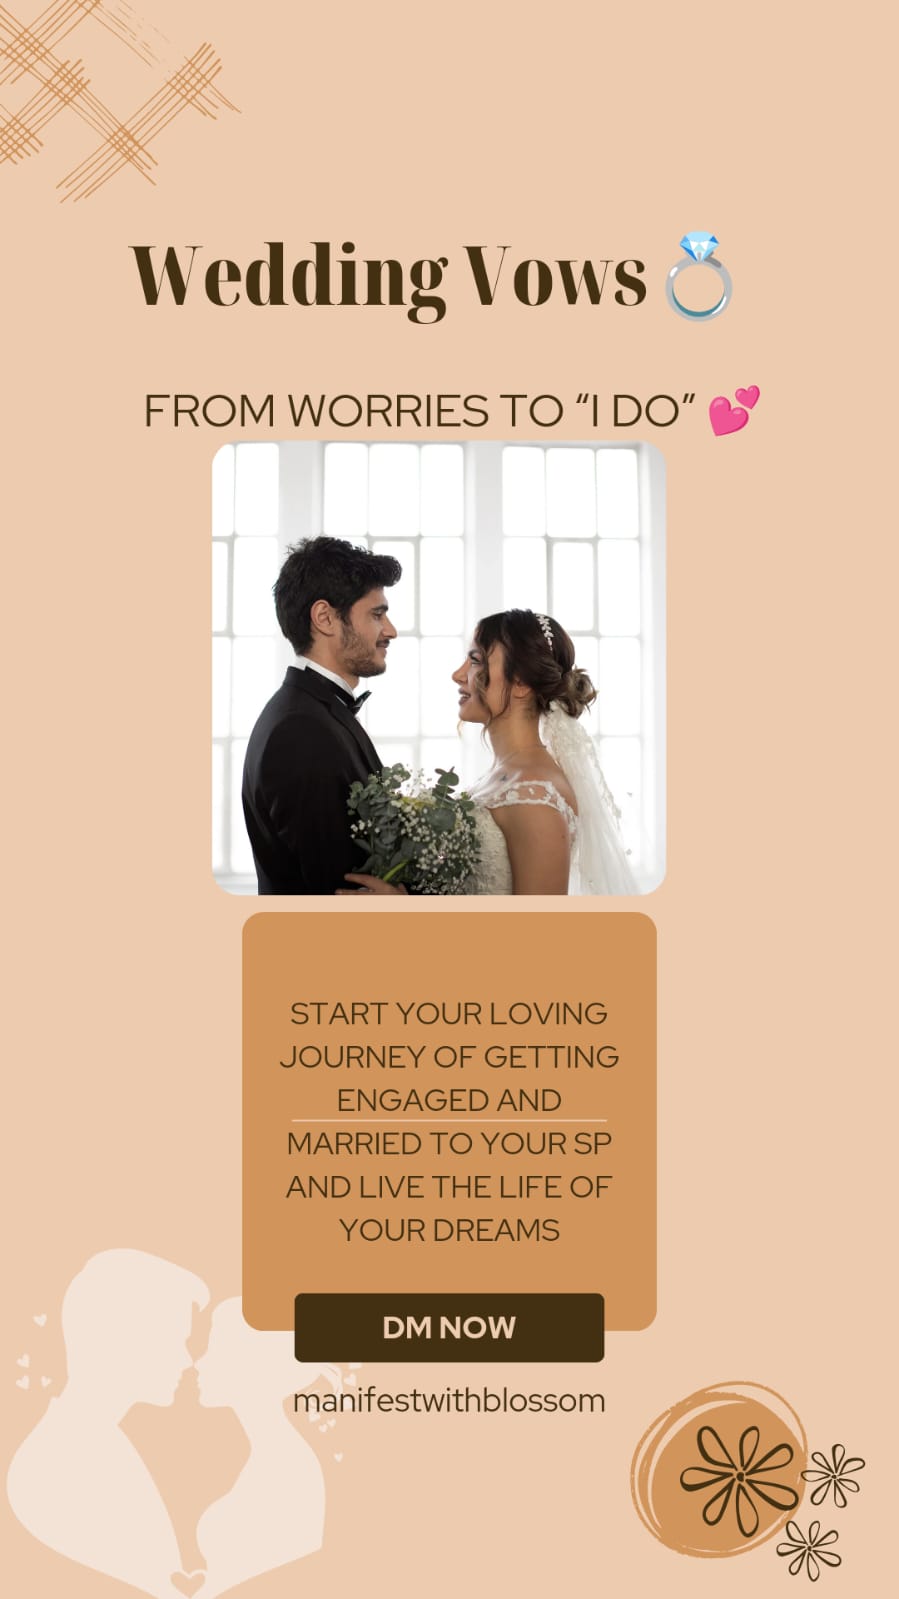 Wedding Vows 💍
FROM WORRIES TO “I DO” 💕
START YOUR LOVING
JOURNEY OF GETTING
ENGAGED AND
MARRIED TO YOUR SP
AND LIVE THE LIFE OF
YOUR DREAMS
DM NOW
manifestwithblossom